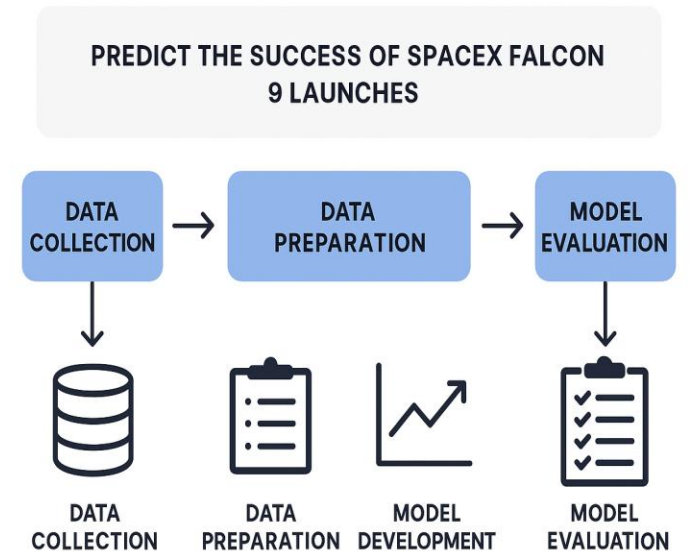 PREDICT THE SUCCESS OF SPACEX FALCON
9 LAUNCHES
DATA
COLLECTION
DATA
PREPARATION
MODEL
EVALUATION
DATA
COLLECTION
DATA
PREPARATION
MODEL
DEVELOPMENT
MODEL
EVALUATION